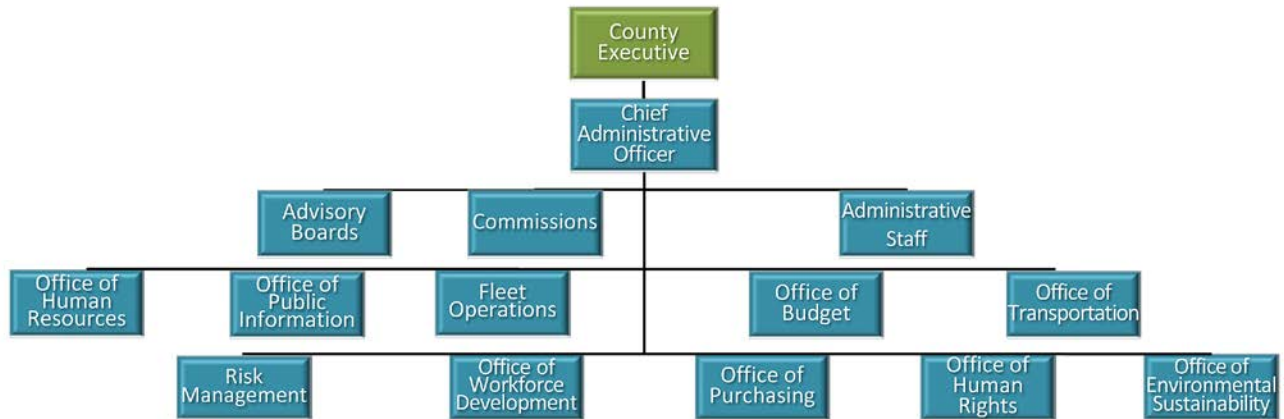 County
Executive
Chief
Administrative
Officer
Advisory
Boards
Commissions
Administrative
Staff
Office of
Human
Resources
Office of
Public
Information
Fleet
Operations
Office of
Budget
Office of
Transportation
Risk
Management
Office of
Workforce
Development
Office of
Purchasing
Office of
Human
Rights
Office of
Environmental
Sustainability